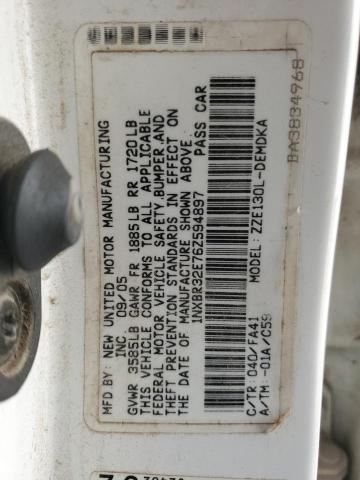 MFD. BY: NEW UNITED MOTOR MANUFACTURING
INC. 09/05
GVWR 3585LB GAWR FR 1885LB RR 1720LB
THIS VEHICLE CONFORMS TO ALL APPLICABLE
FEDERAL MOTOR VEHICLE SAFETY,BUMPER,AND
THEFT PREVENTION STANDARDS IN EFFECT ON
THE DATE OF MANUFACTURE SHOWN ABOVE.
1NXBR32E76Z594897 PASS CAR
C/TR:040/FA41 MODEL:ZZE130L-DEMDKA
A/TM:-01A/C59
BA3834968